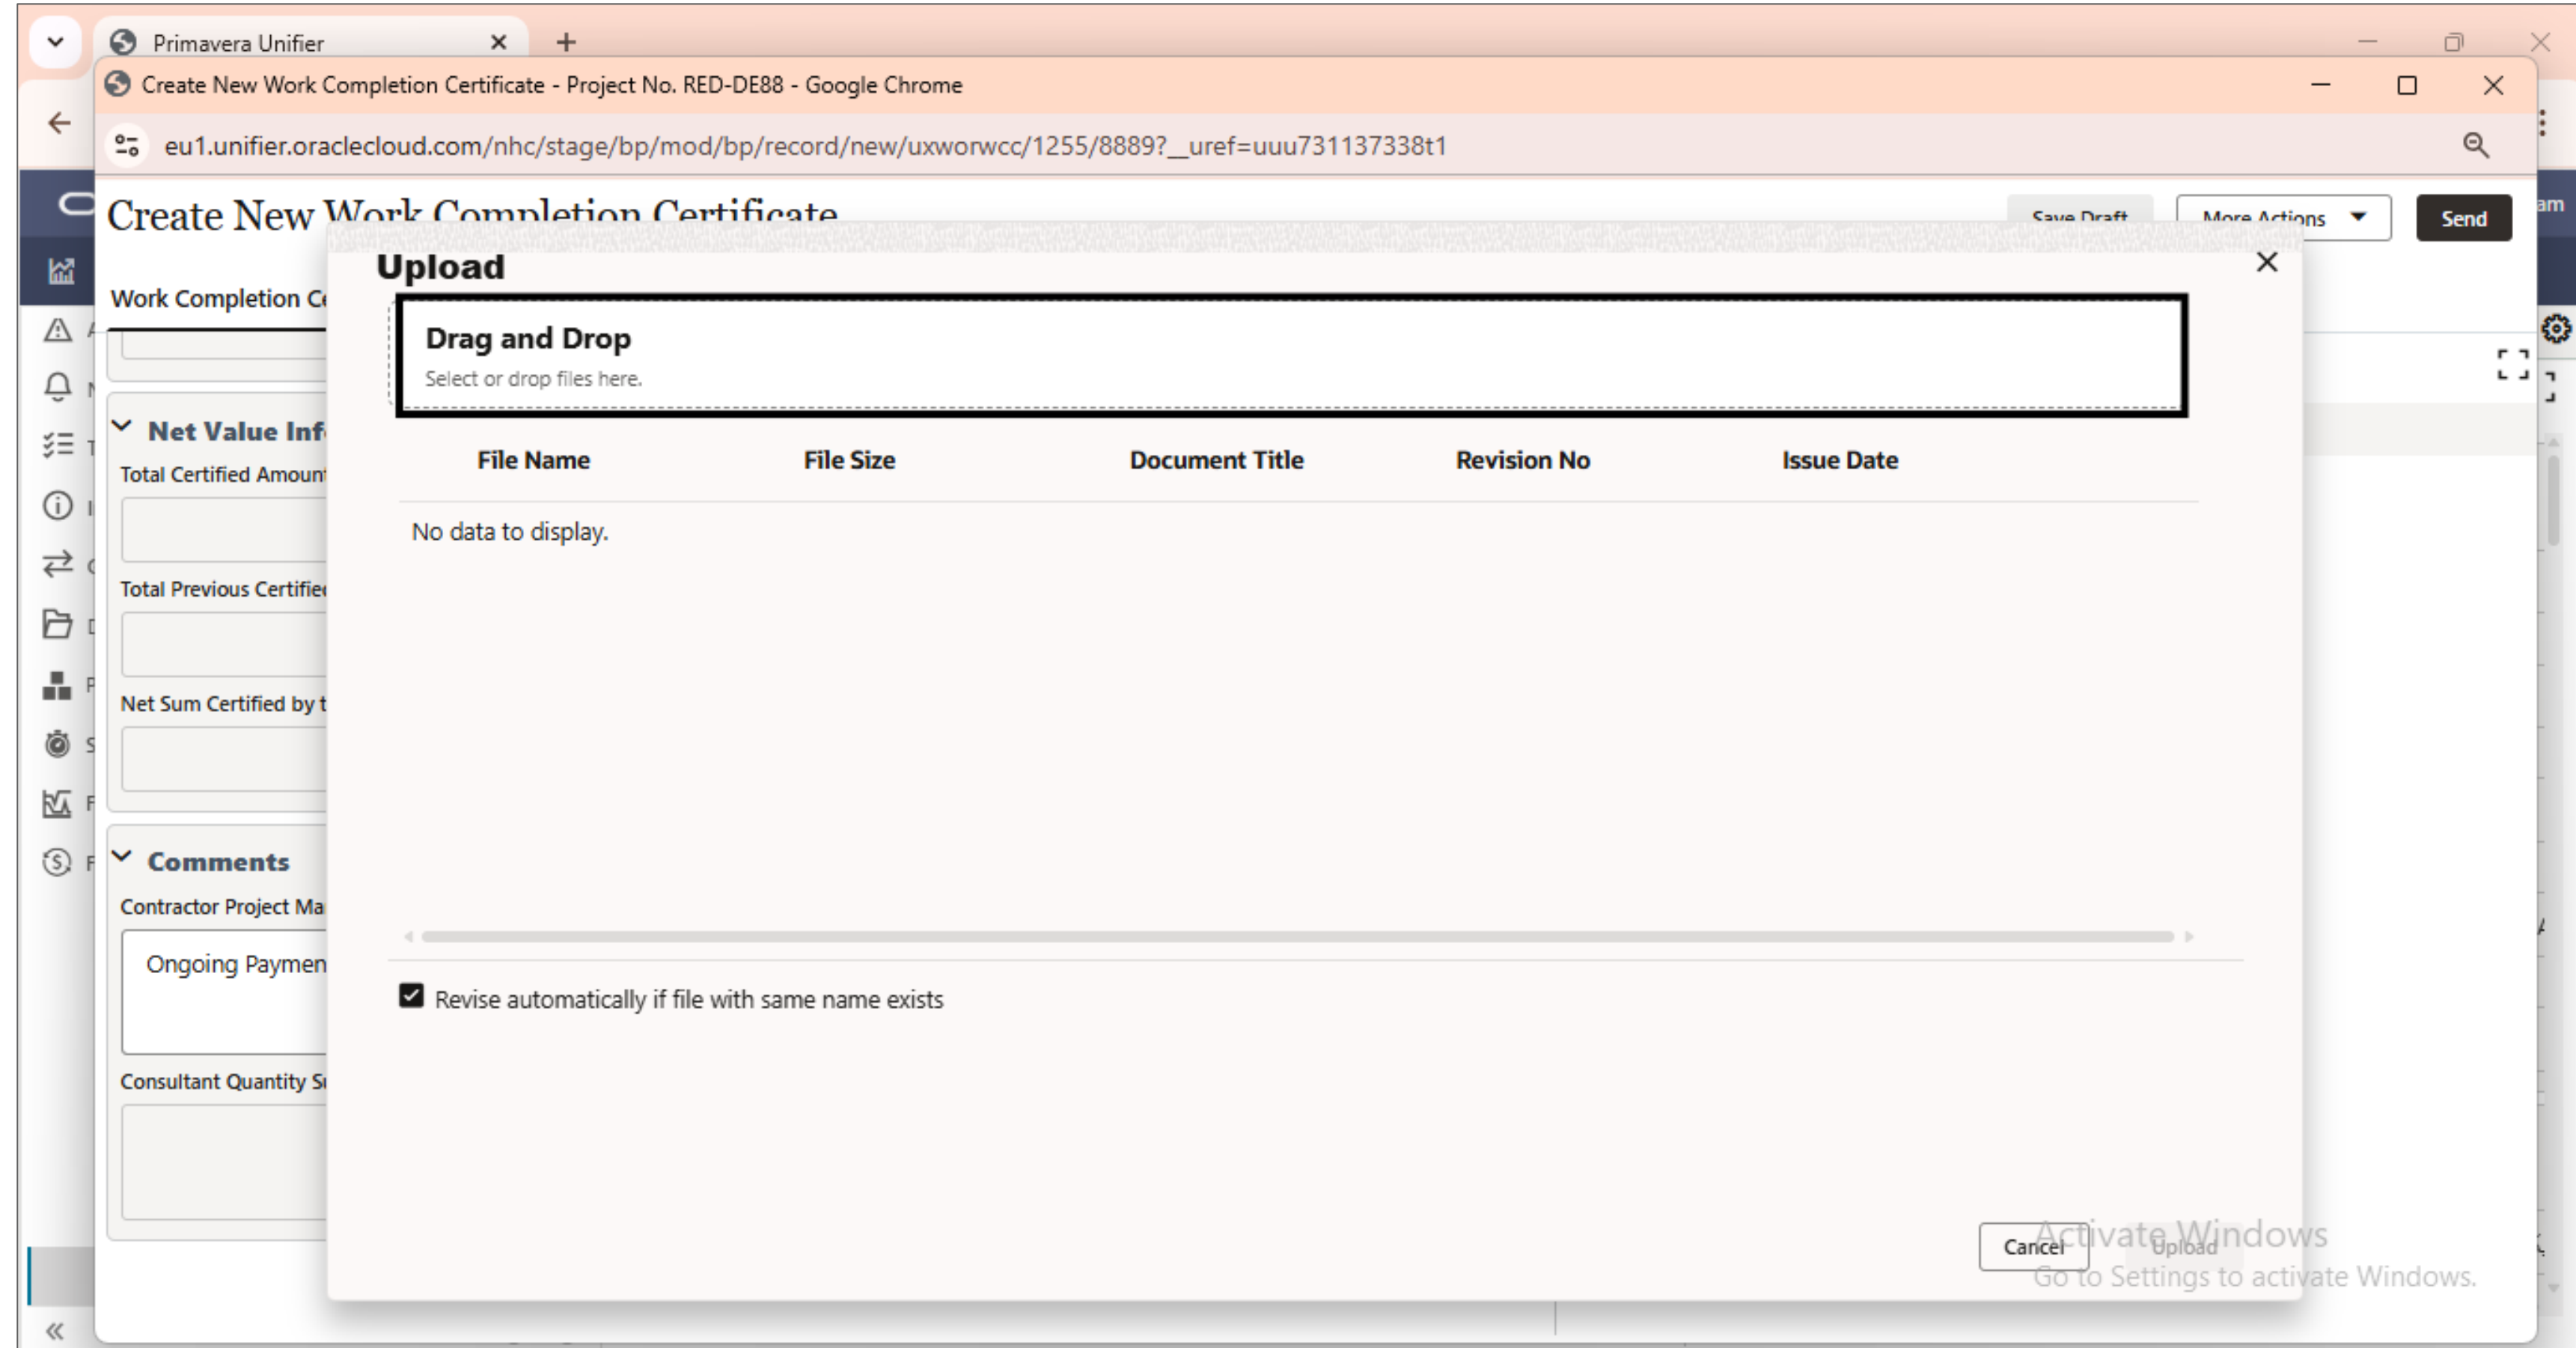 Primavera Unifier
Create New Work Completion Certificate - Project No. RED-DE88 - Google Chrome
eu1.unifier.oraclecloud.com/nhc/stage/bp/mod/bp/record/new/uxworwcc/1255/8889?__uref=uuu731137338t1
Create New Work Completion Certificate
Save Draft
More Actions
Send
am
Upload
Work Completion Ce
Drag and Drop
Select or drop files here.
Net Value Inf
File Name File Size Document Title Revision No Issue Date
Total Certified Amount
No data to display.
Total Previous Certified
Net Sum Certified by t
Comments
Contractor Project Ma
Ongoing Paymen
Revise automatically if file with same name exists
Consultant Quantity Su
Cancel
Upload
Activate Windows
Go to Settings to activate Windows.